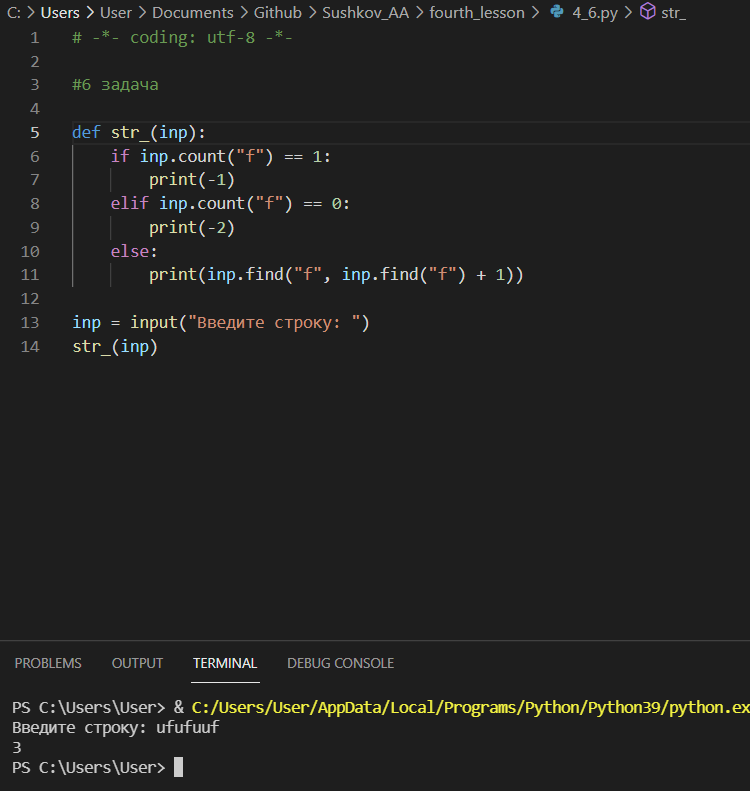 C: > Users > User > Documents > Github > Sushkov_AA > fourth_lesson > 4_6.py > str_
1 # -*- coding: utf-8 -*-
2
3 #6 задача
4
5 def str_(inp):
6     if inp.count("f") == 1:
7         print(-1)
8     elif inp.count("f") == 0:
9         print(-2)
10     else:
11         print(inp.find("f", inp.find("f") + 1))
12
13 inp = input("Введите строку: ")
14 str_(inp)
PROBLEMS OUTPUT TERMINAL DEBUG CONSOLE
PS C:\Users\User> & C:/Users/User/AppData/Local/Programs/Python/Python39/python.ex
Введите строку: ufufuuf
3
PS C:\Users\User>